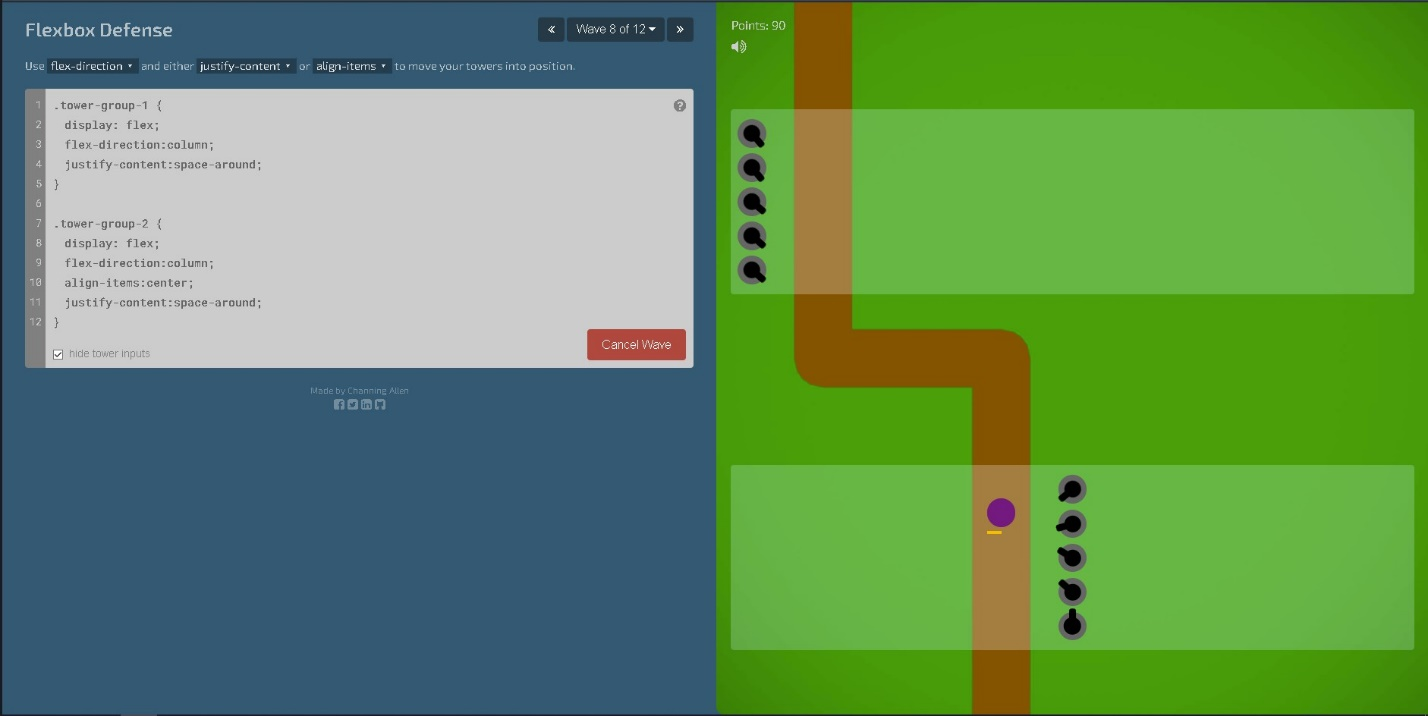 Flexbox Defense
« Wave 8 of 12 »
Use flex-direction and either justify-content or align-items to move your towers into position.
1 .tower-group-1 {
2 display: flex;
3 flex-direction:column;
4 justify-content:space-around;
5 }
6
7 .tower-group-2 {
8 display: flex;
9 flex-direction:column;
10 align-items:center;
11 justify-content:space-around;
12 }
?
hide tower inputs
Cancel Wave
Made by Channing Allen
Points: 90